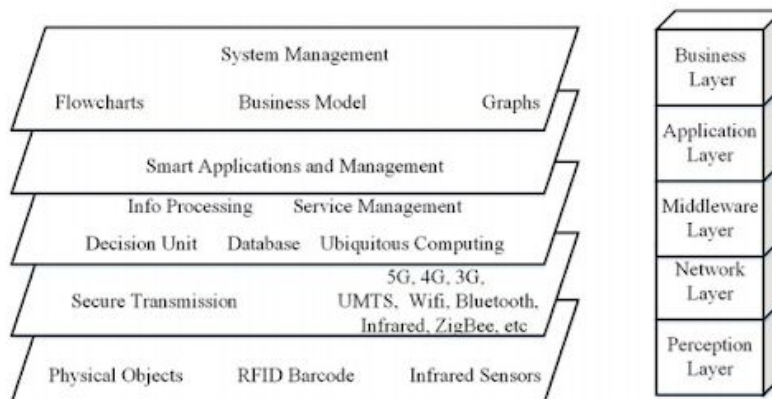 System Management
Flowcharts Business Model Graphs
Smart Applications and Management
Info Processing Service Management
Decision Unit Database Ubiquitous Computing
5G, 4G, 3G,
Secure Transmission UMTS, Wifi, Bluetooth,
Infrared, ZigBee, etc
Physical Objects RFID Barcode Infrared Sensors
Business
Layer
Application
Layer
Middleware
Layer
Network
Layer
Perception
Layer